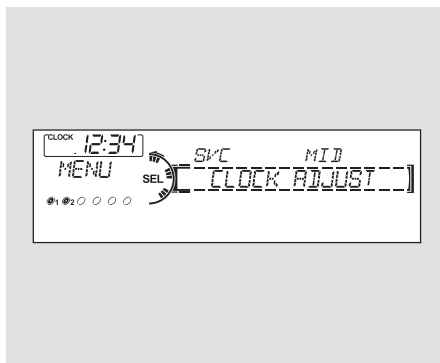 CLOCK 12:34
SVC MID
MENU
SEL
CLOCK ADJUST
1 2